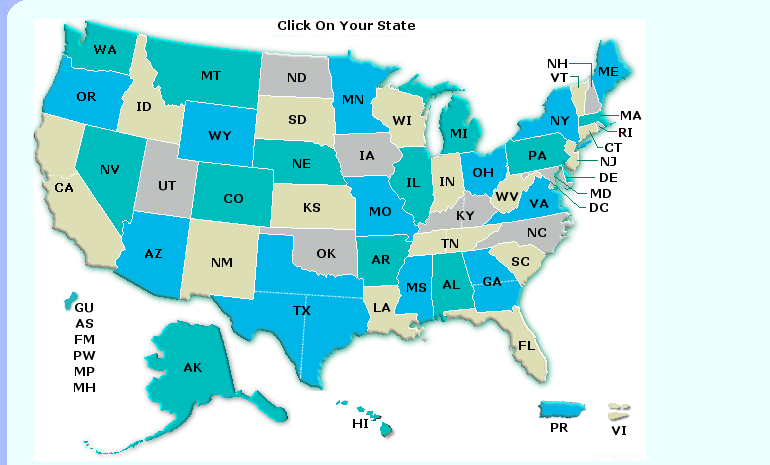 Click On Your State
WA
MT
ND
MN
NH
VT
ME
OR
ID
WY
SD
WI
MI
NY
MA
RI
CT
NJ
DE
MD
DC
NV
UT
CO
NE
IA
IL
IN
OH
PA
WV
VA
CA
KS
MO
KY
NC
TN
SC
AZ
NM
OK
AR
MS
AL
GA
TX
LA
FL
GU
AS
FM
PW
MP
MH
AK
HI
PR
VI